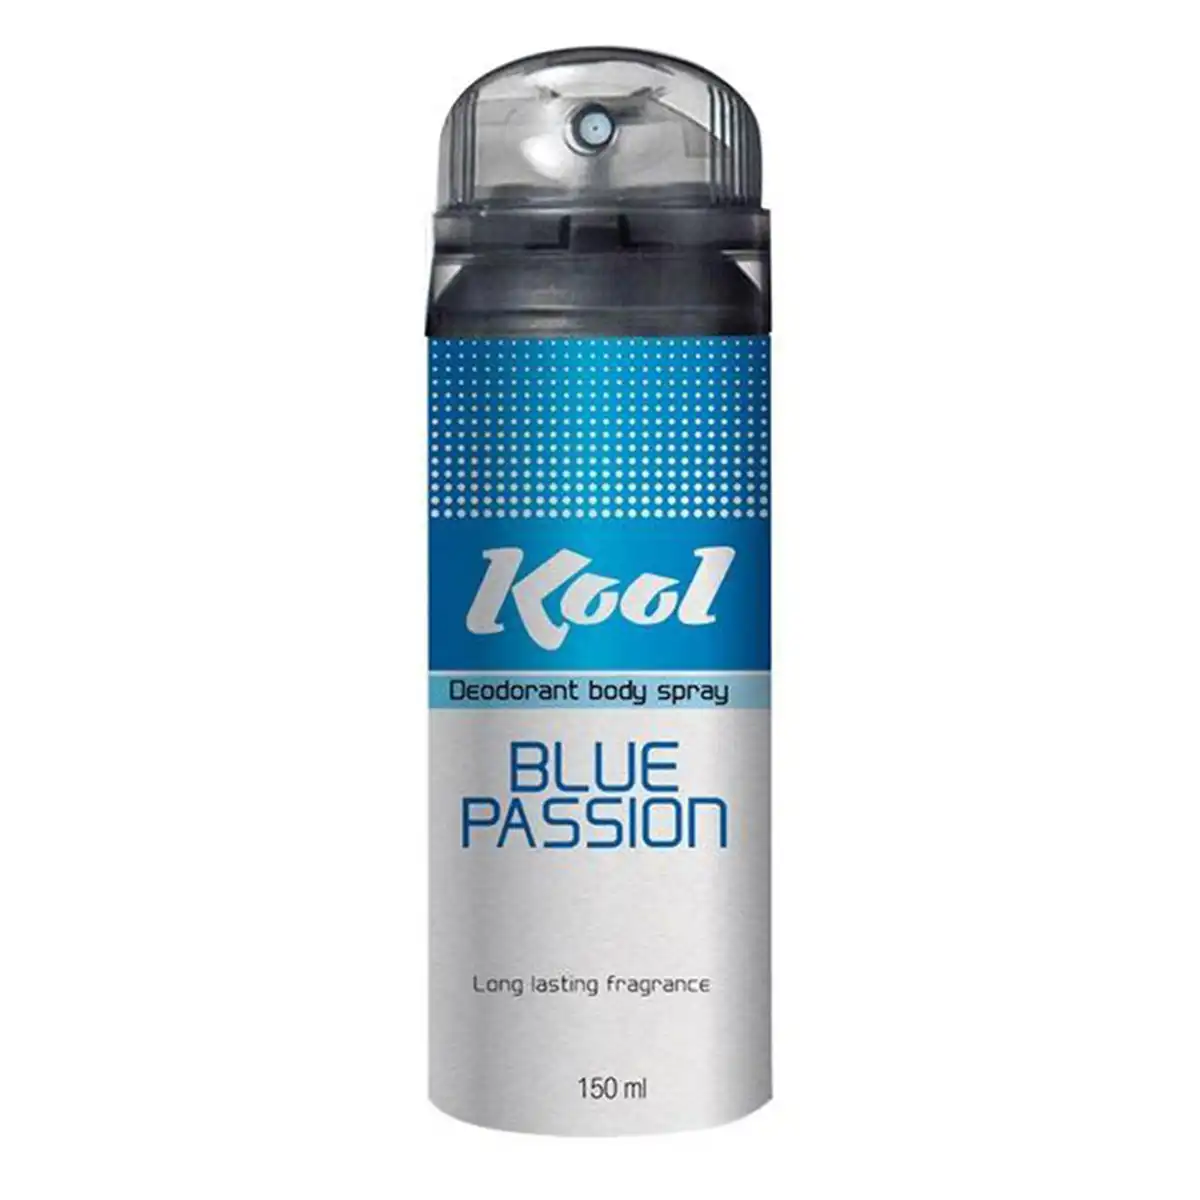 Kool
Deodorant body spray
BLUE
PASSION
Long lasting fragrance
150 ml